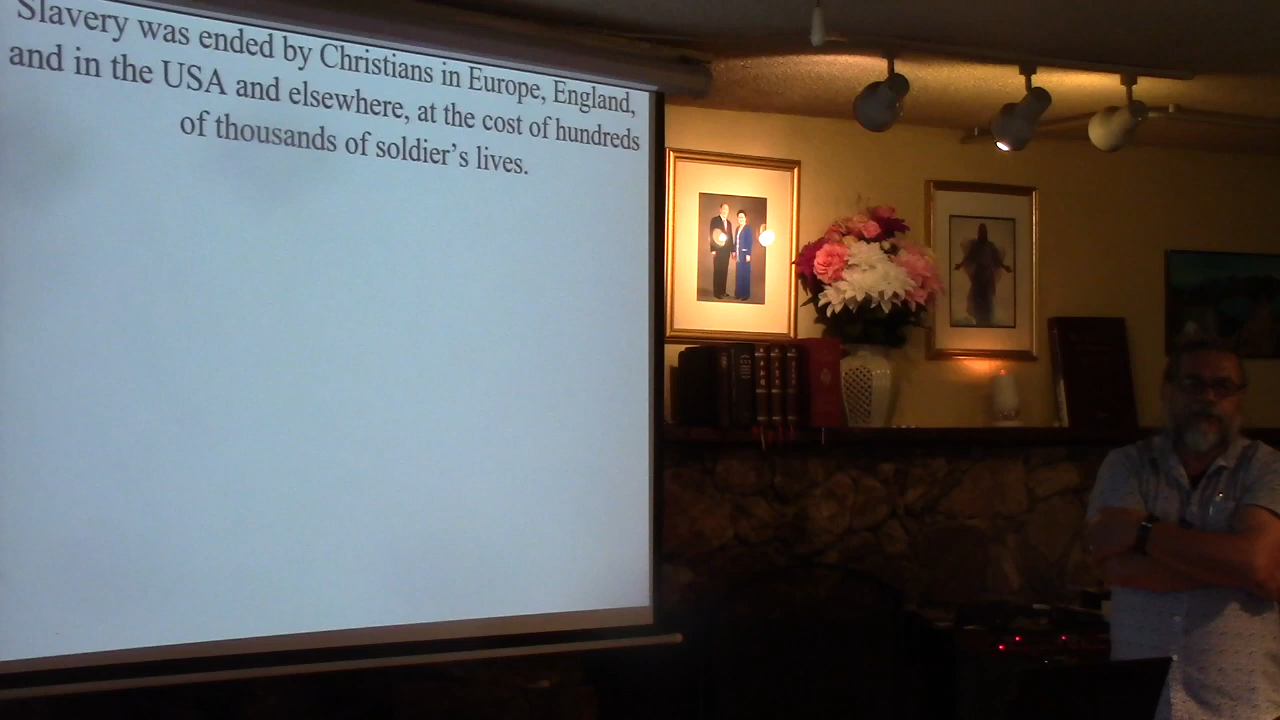 Slavery was ended by Christians in Europe, England,
and in the USA and elsewhere, at the cost of hundreds
of thousands of soldier's lives.